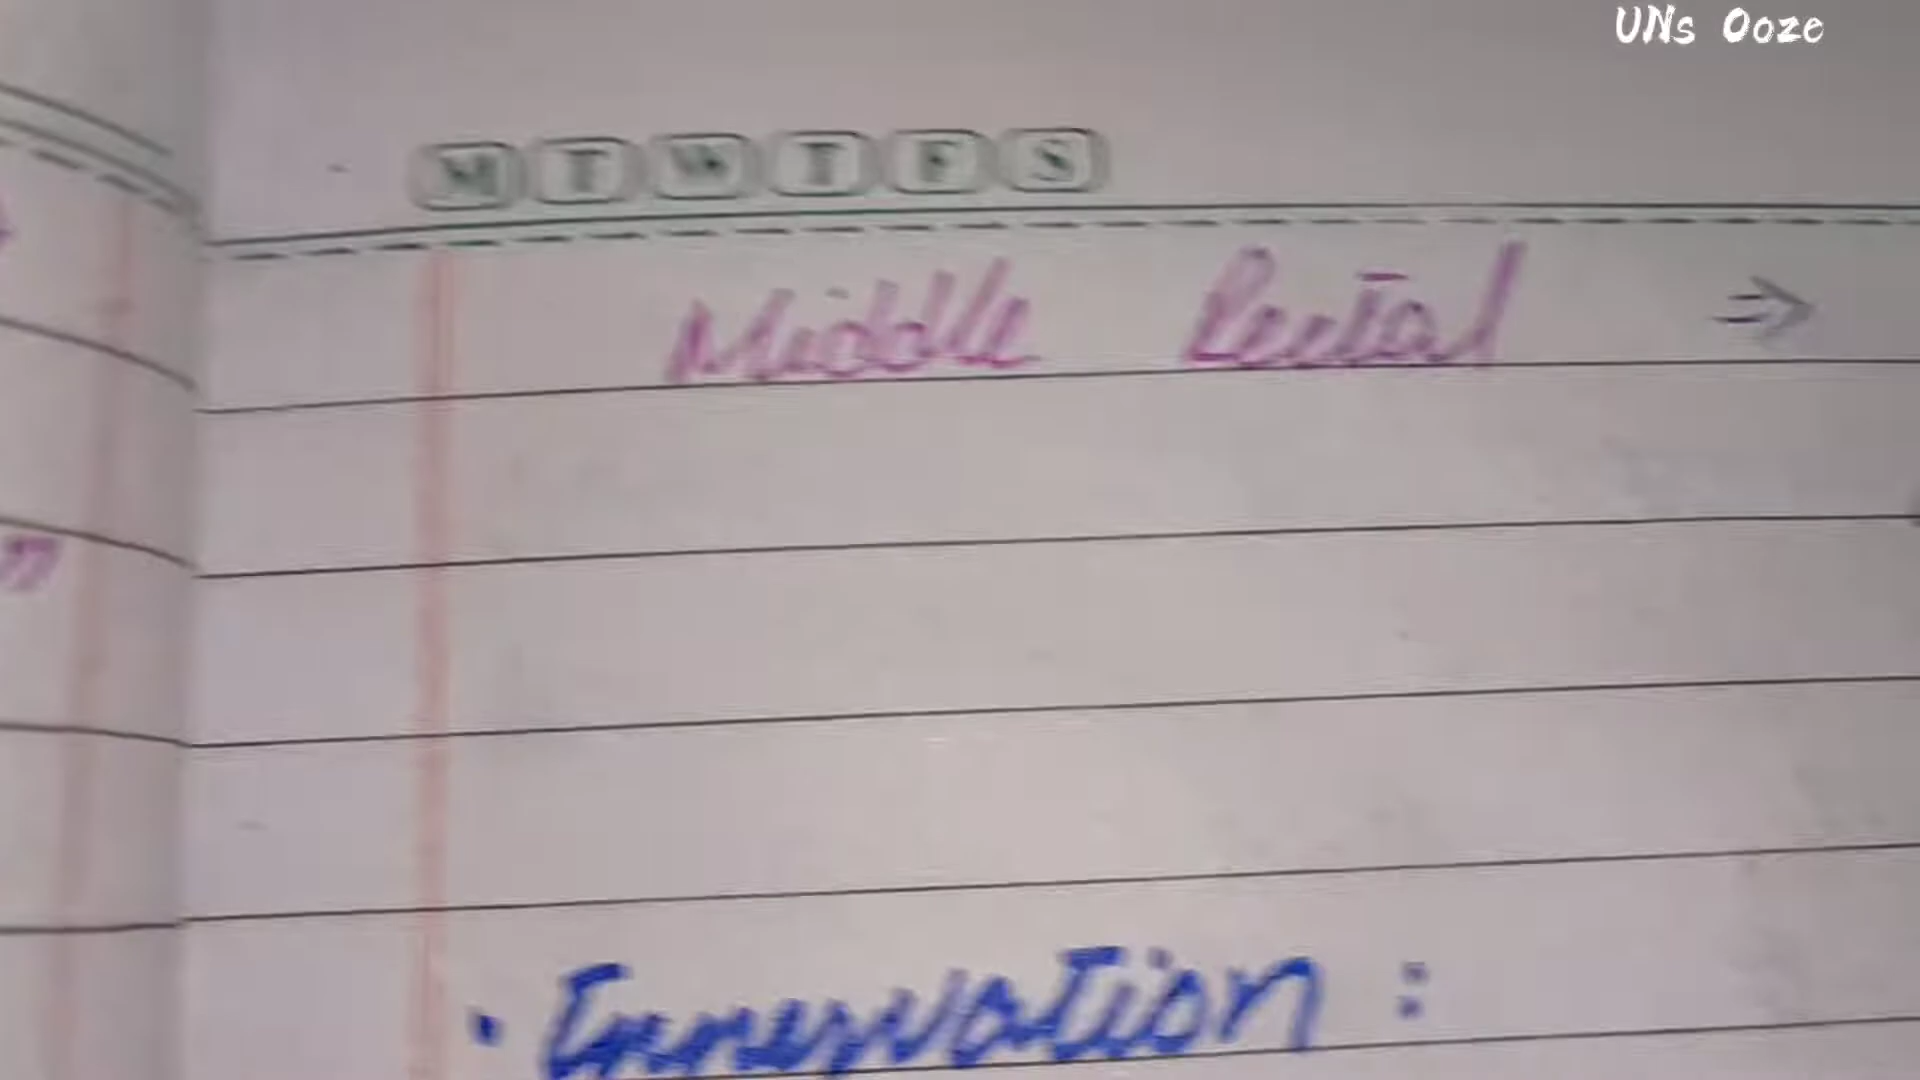 UNs Ooze
M T W T F S
Middle Rectal ⇒
• Innervation :